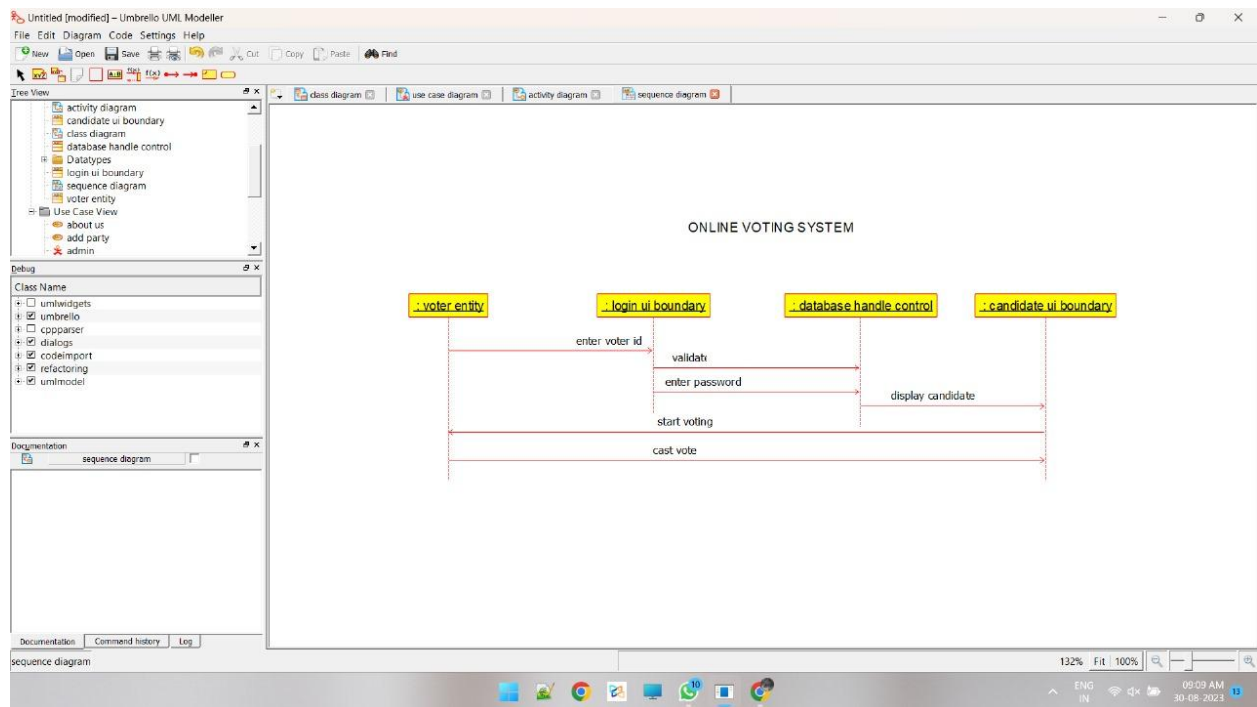 Untitled [modified] – Umbrello UML Modeller
File Edit Diagram Code Settings Help
New Open Save Cut Copy Paste Find
Tree View
class diagram use case diagram activity diagram sequence diagram
activity diagram
candidate ui boundary
class diagram
database handle control
Datatypes
login ui boundary
sequence diagram
voter entity
Use Case View
about us
add party
admin
Debug
Class Name
umlwidgets
umbrello
cppparser
dialogs
codeimport
refactoring
umlmodel
Documentation
sequence diagram
Documentation Command history Log
ONLINE VOTING SYSTEM
: voter entity : login ui boundary : database handle control : candidate ui boundary
enter voter id
validate
enter password
display candidate
start voting
cast vote
sequence diagram
132% Fit 100%
10
ENG
IN
09:09 AM
30-08-2023
13